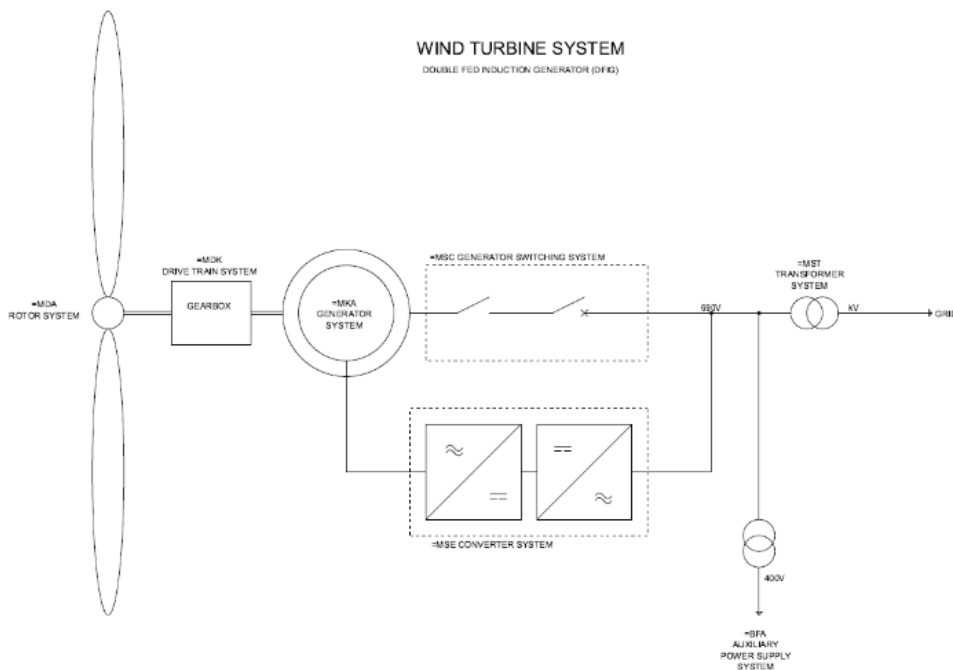 WIND TURBINE SYSTEM
DOUBLE FED INDUCTION GENERATOR (DFIG)
=MDK
DRIVE TRAIN SYSTEM
=MSC GENERATOR SWITCHING SYSTEM
=MST
TRANSFORMER
SYSTEM
=MDA
ROTOR SYSTEM
GEARBOX
=MKA
GENERATOR
SYSTEM
690V
kV
GRID
=MSE CONVERTER SYSTEM
400V
=BFA
AUXILIARY
POWER SUPPLY
SYSTEM